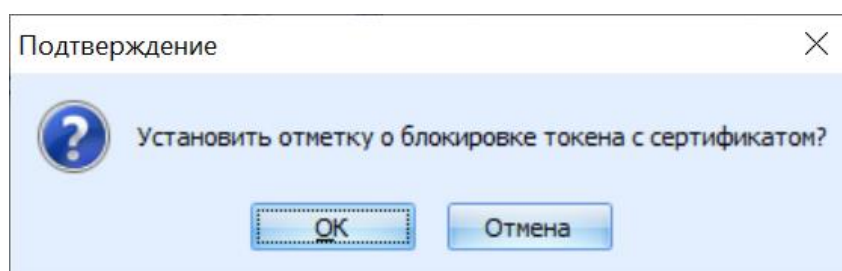 Подтверждение
Установить отметку о блокировке токена с сертификатом?
OK
Отмена